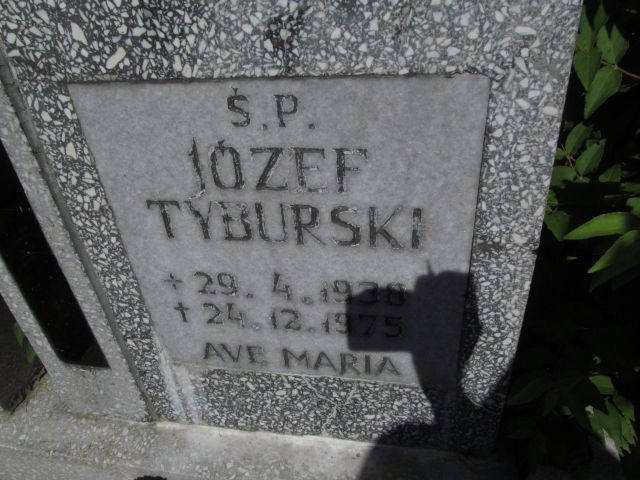 Ś.P.
JÓZEF
TYBURSKI
+ 29. 4. 1938
† 24. 12. 1975
AVE MARIA